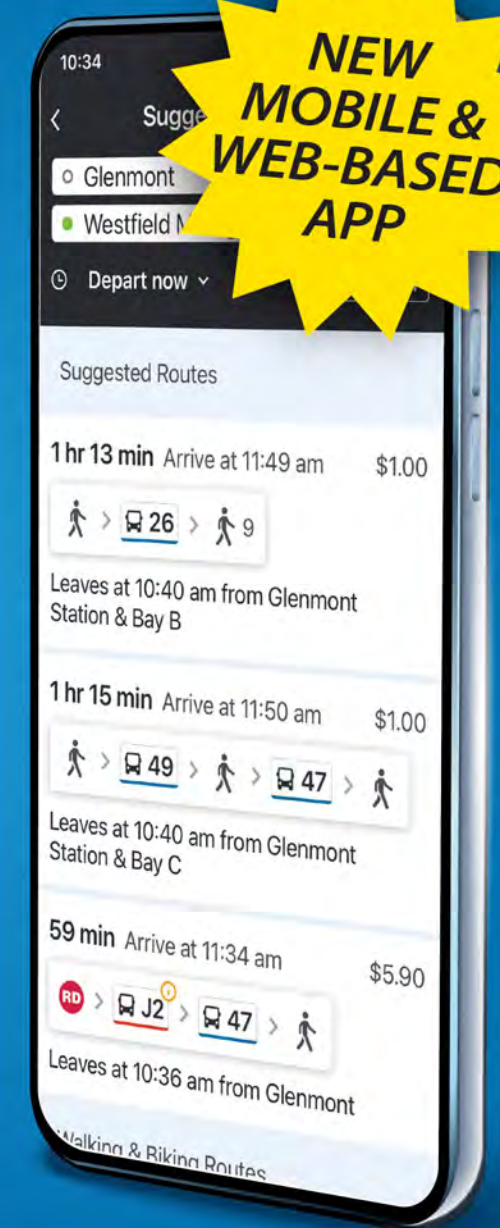 NEW
MOBILE &
WEB-BASED
APP
10:34
Glenmont
Westfield
Depart now
Suggested Routes
1 hr 13 min Arrive at 11:49 am $1.00
26 9
Leaves at 10:40 am from Glenmont
Station & Bay B
1 hr 15 min Arrive at 11:50 am $1.00
49 47
Leaves at 10:40 am from Glenmont
Station & Bay C
59 min Arrive at 11:34 am $5.90
RD J2 47
Leaves at 10:36 am from Glenmont
Walking & Biking Routes